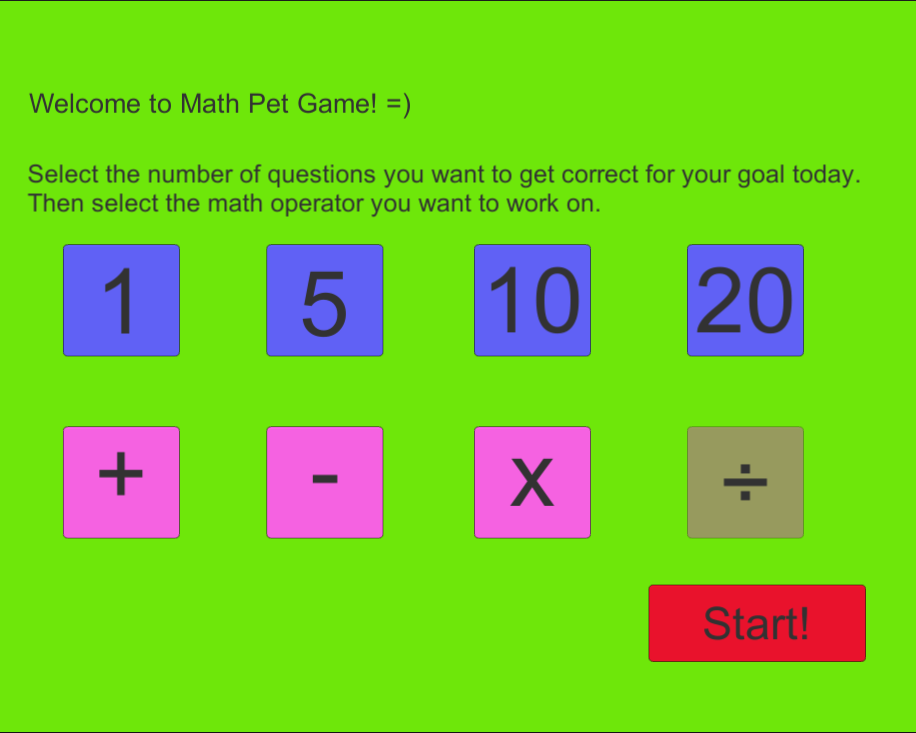 Welcome to Math Pet Game! =)
Select the number of questions you want to get correct for your goal today.
Then select the math operator you want to work on.
1 5 10 20
+ - x ÷
Start!